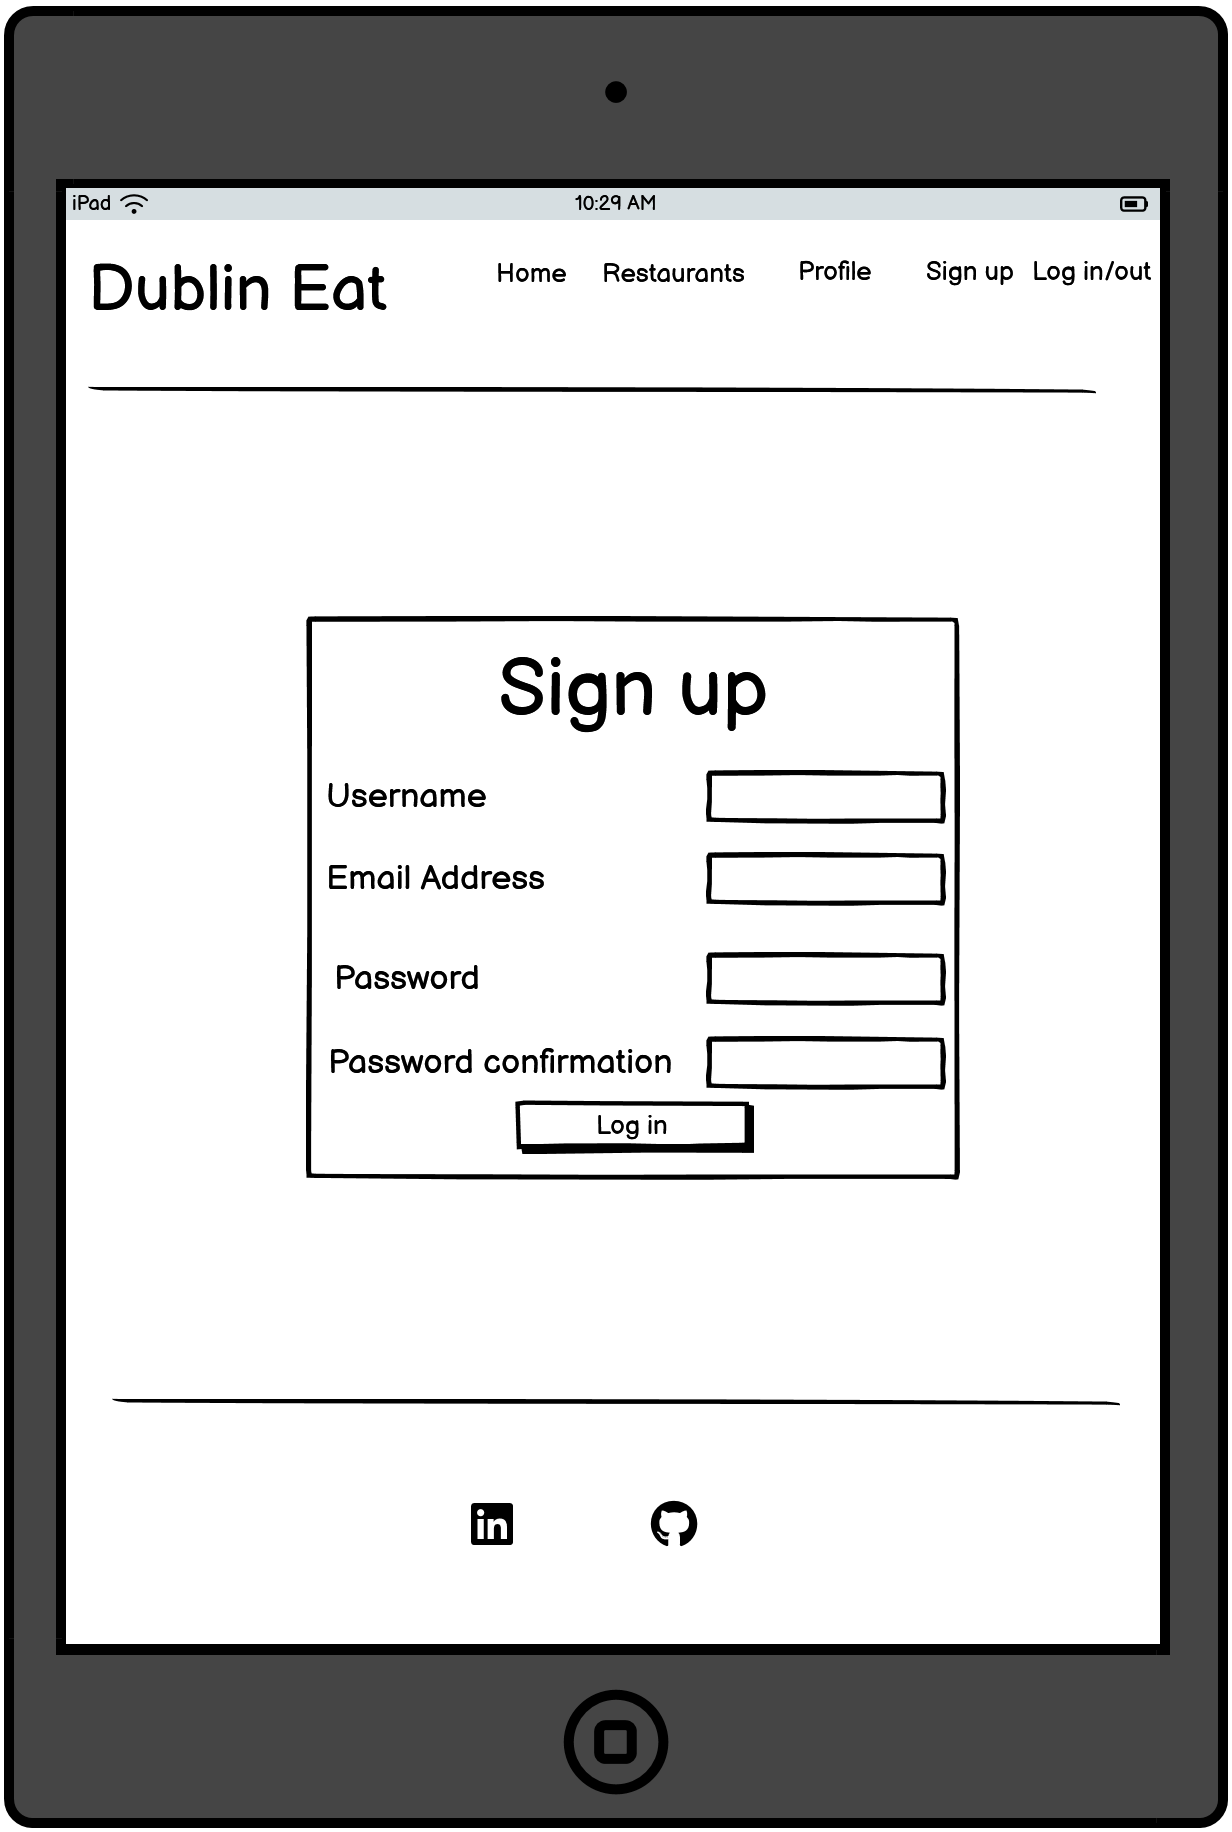 iPad 10:29 AM
Dublin Eat Home Restaurants Profile Sign up Log in/out
Sign up
Username
Email Address
Password
Password confirmation
Log in
in